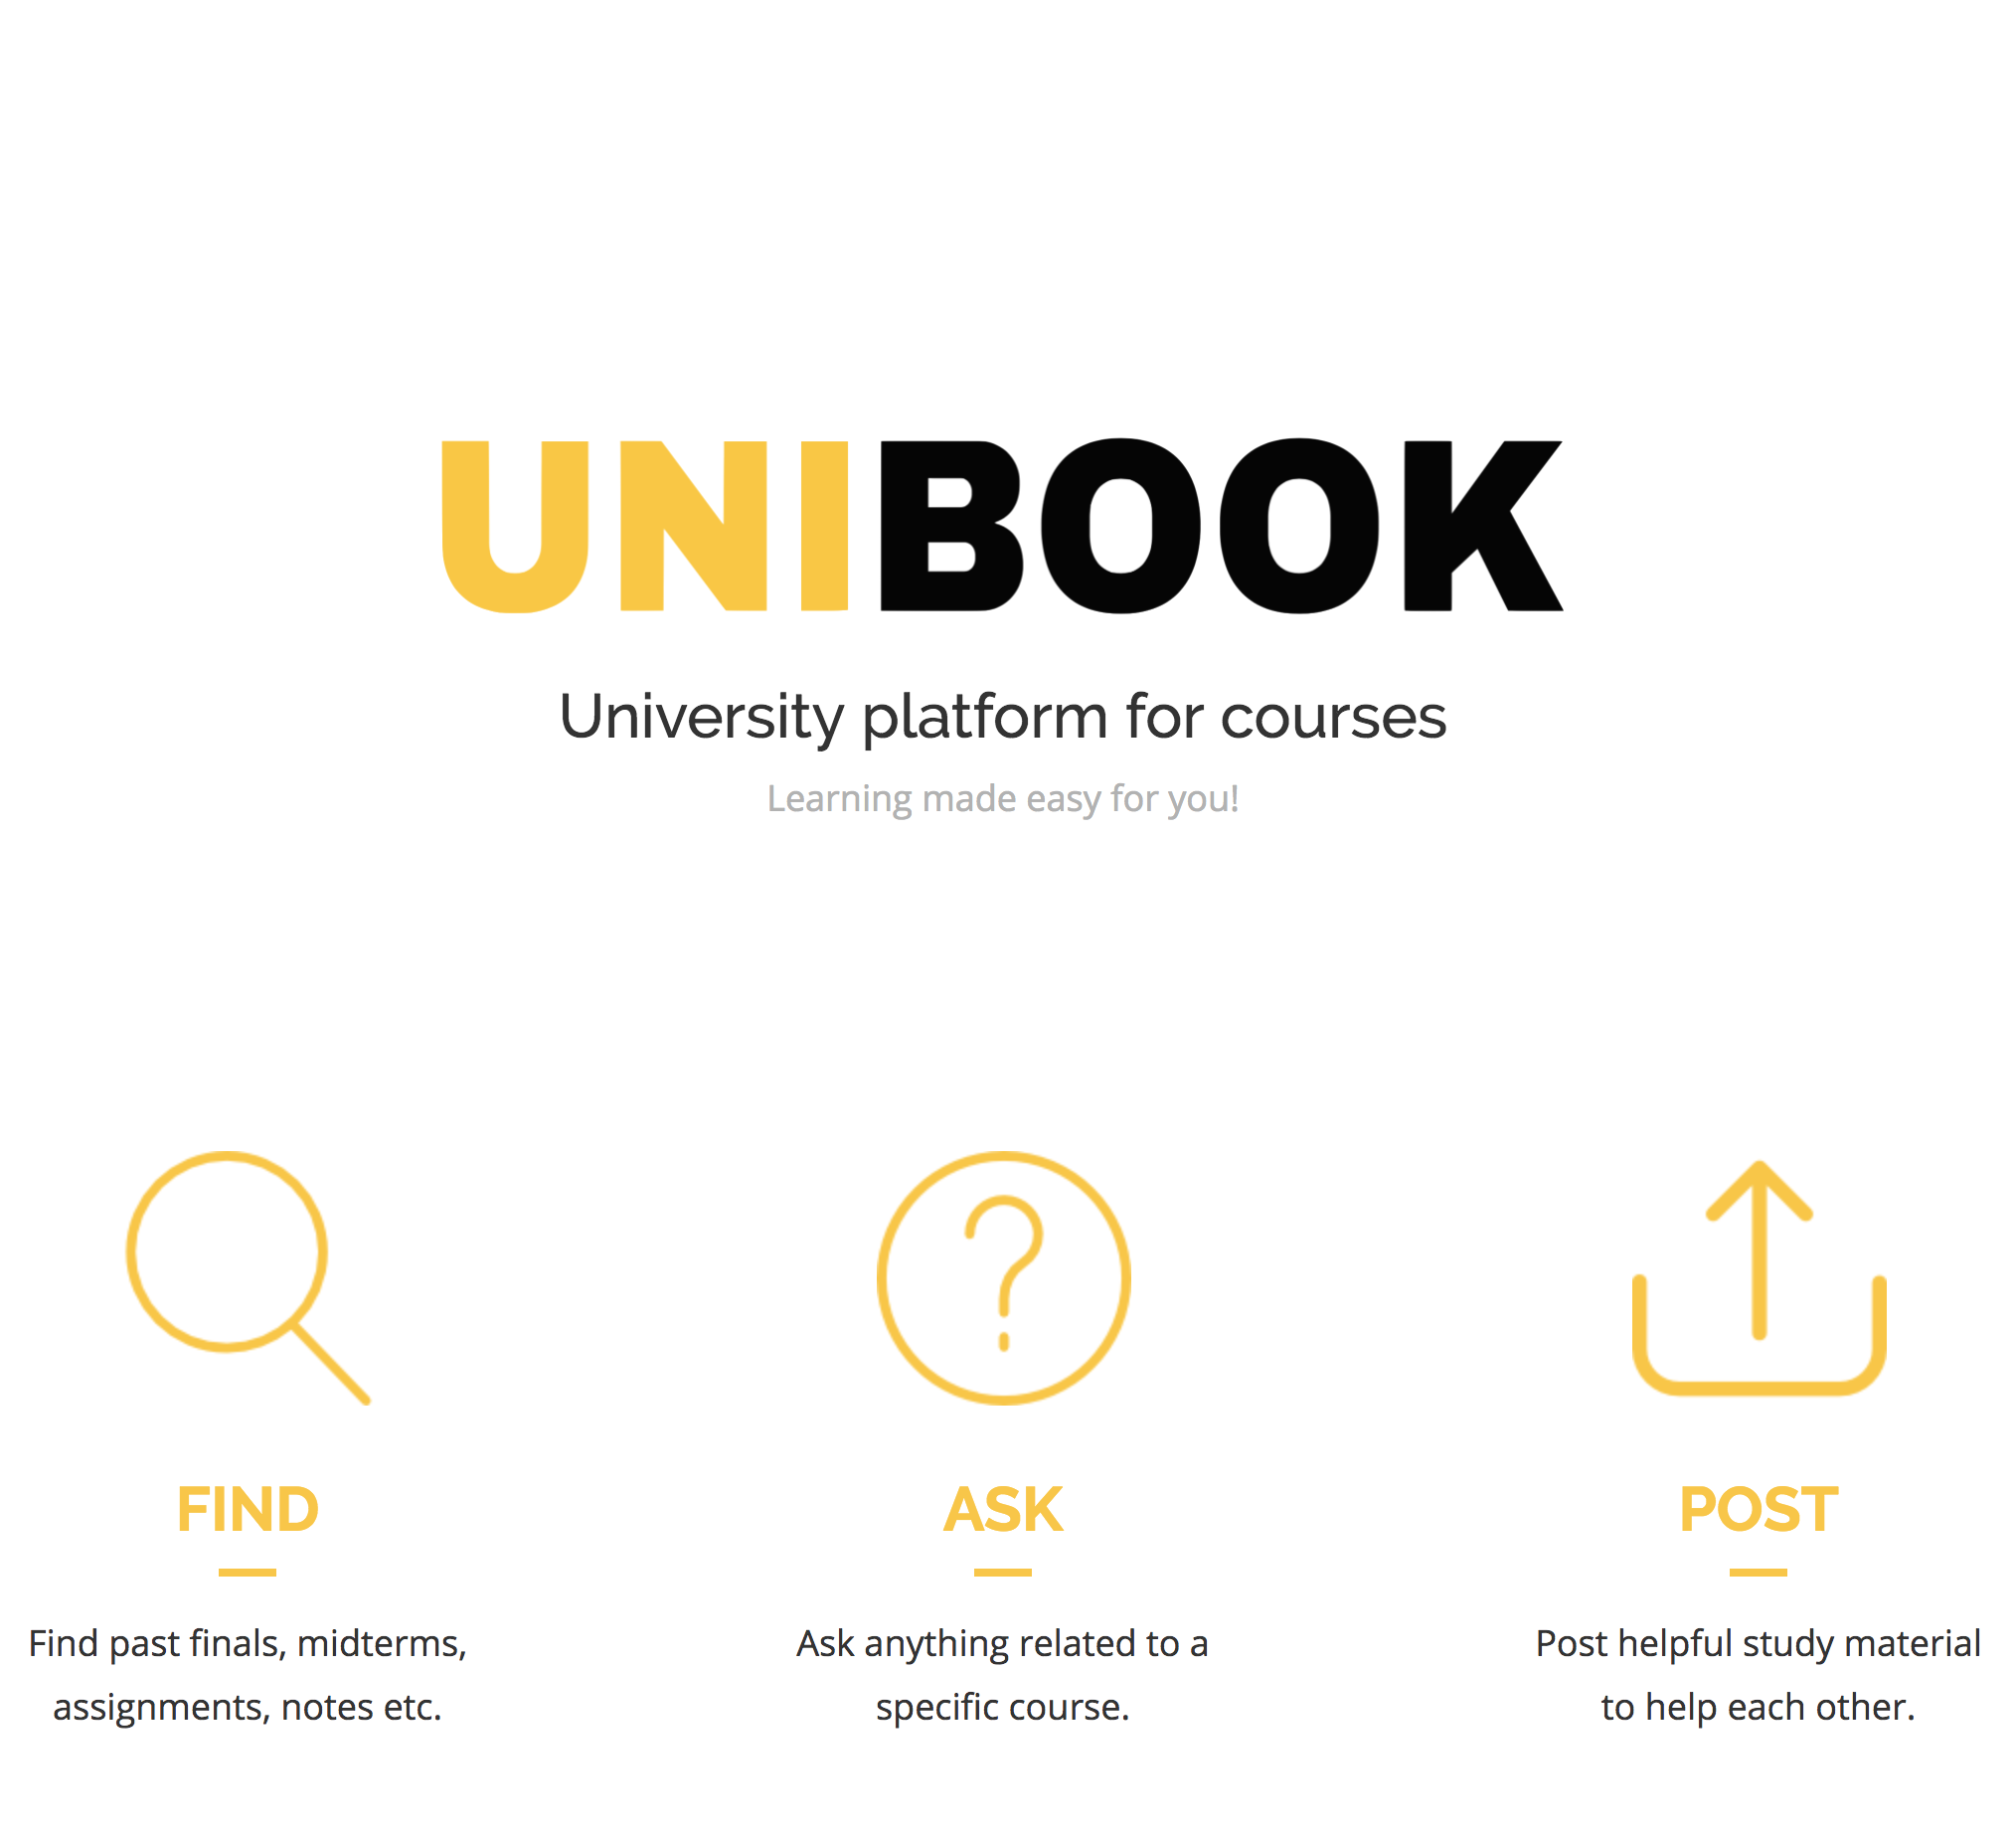 UNIBOOK
University platform for courses
Learning made easy for you!
FIND
Find past finals, midterms,
assignments, notes etc.
ASK
Ask anything related to a
specific course.
POST
Post helpful study material
to help each other.